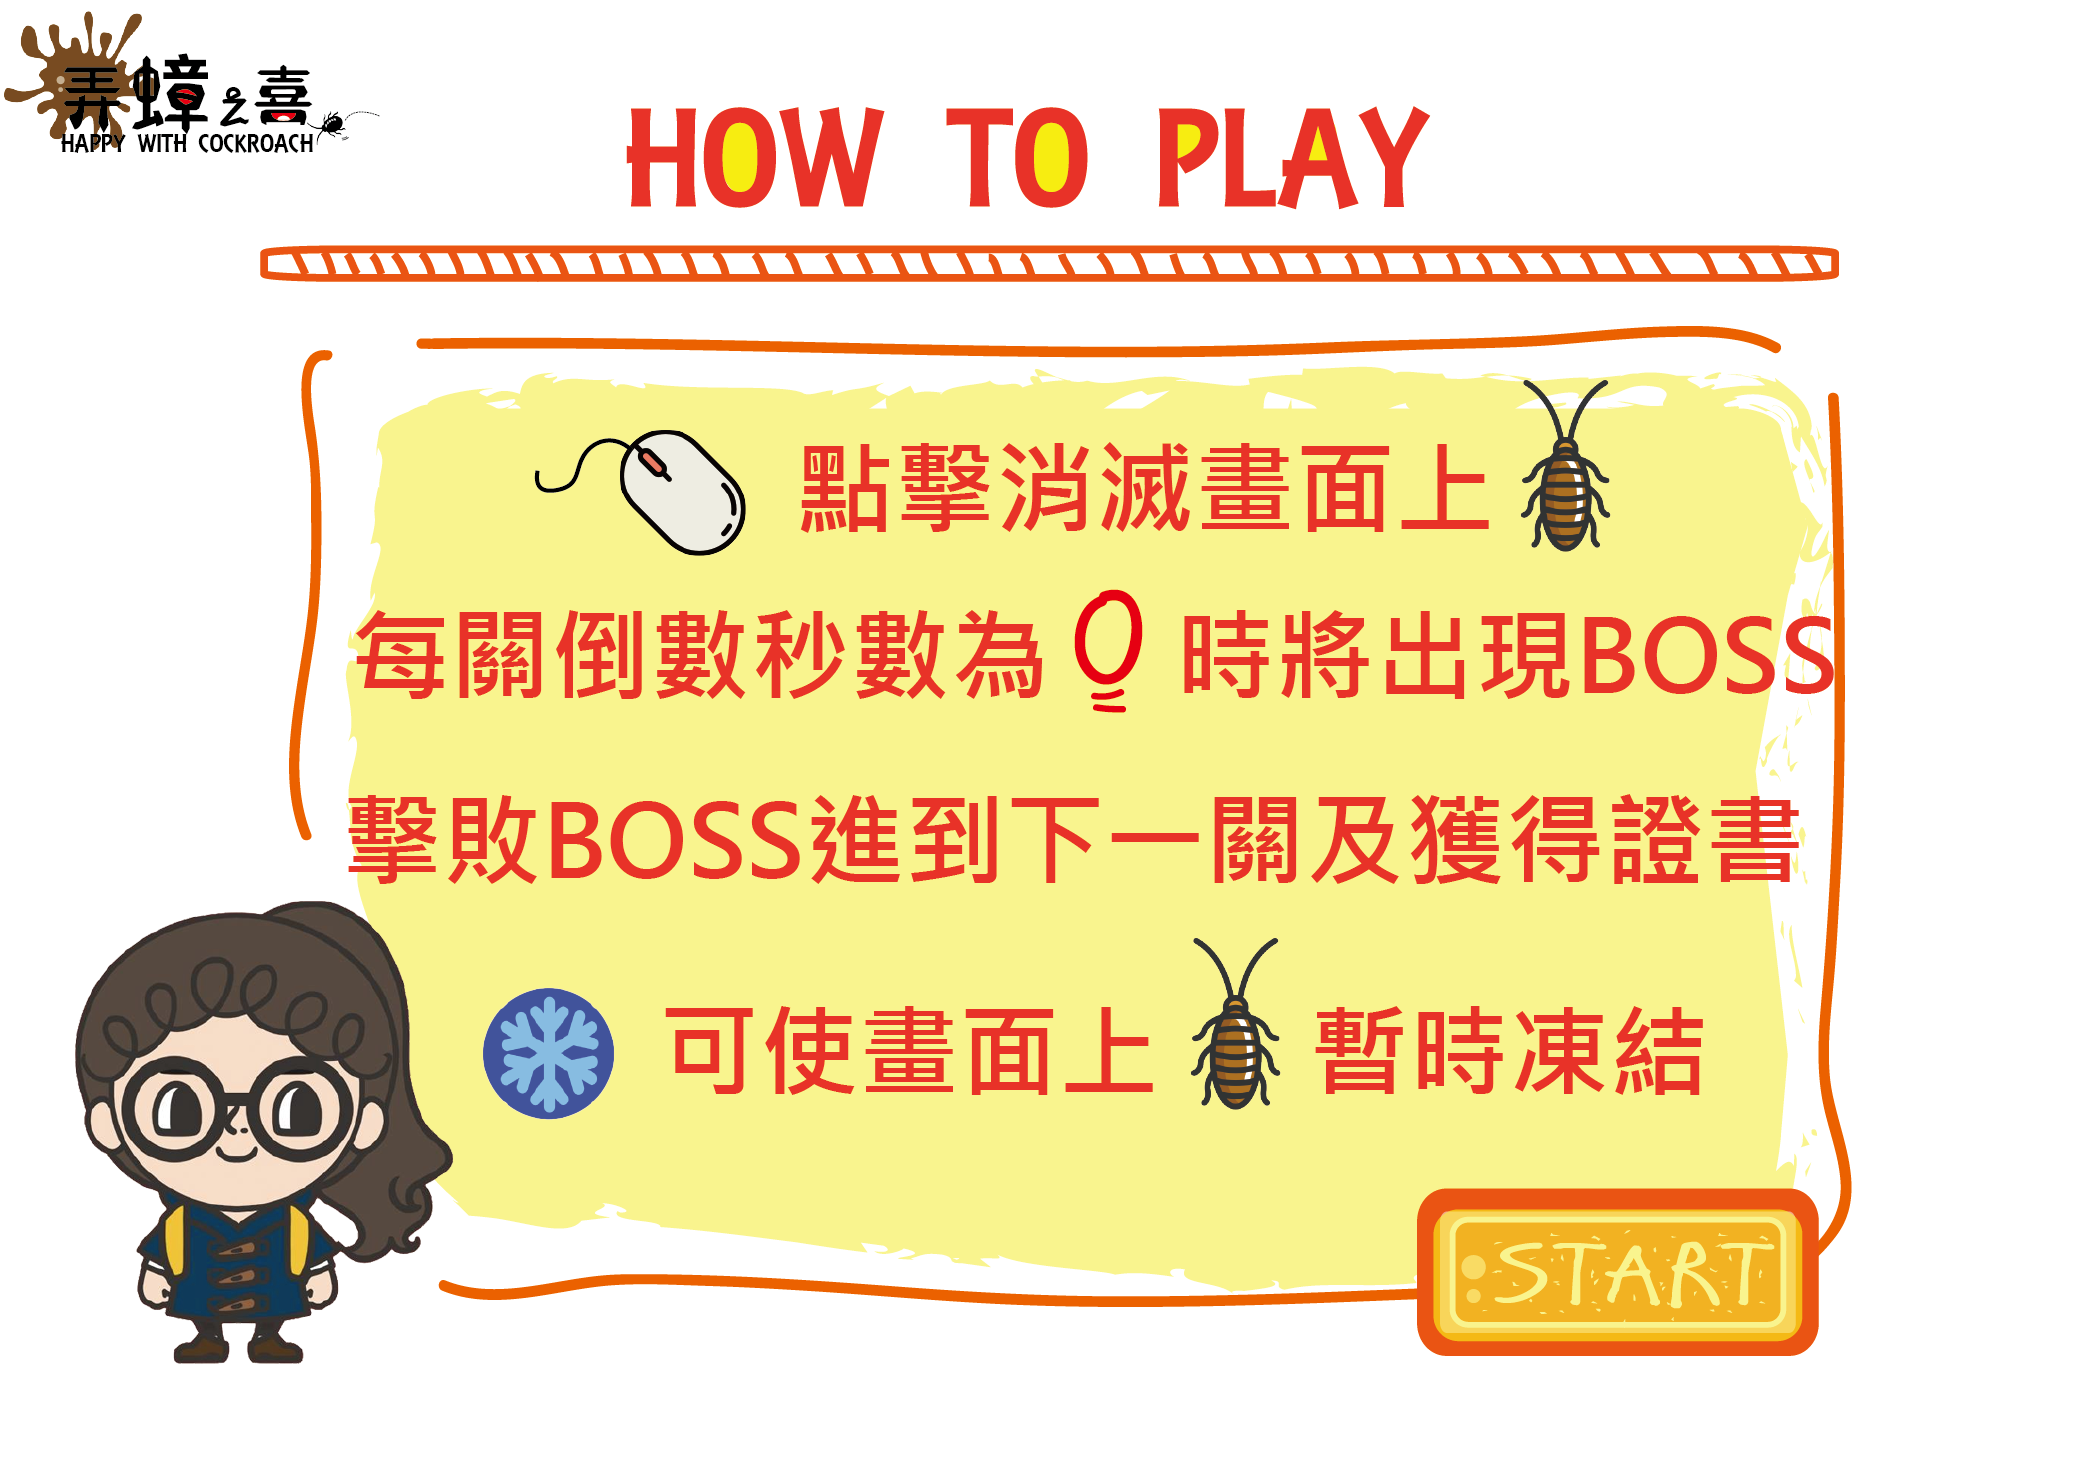 弄蟑之喜
HAPPY WITH COCKROACH
HOW TO PLAY
點擊消滅畫面上
每關倒數秒數為0時將出現BOSS
擊敗BOSS進到下一關及獲得證書
可使畫面上 暫時凍結
START